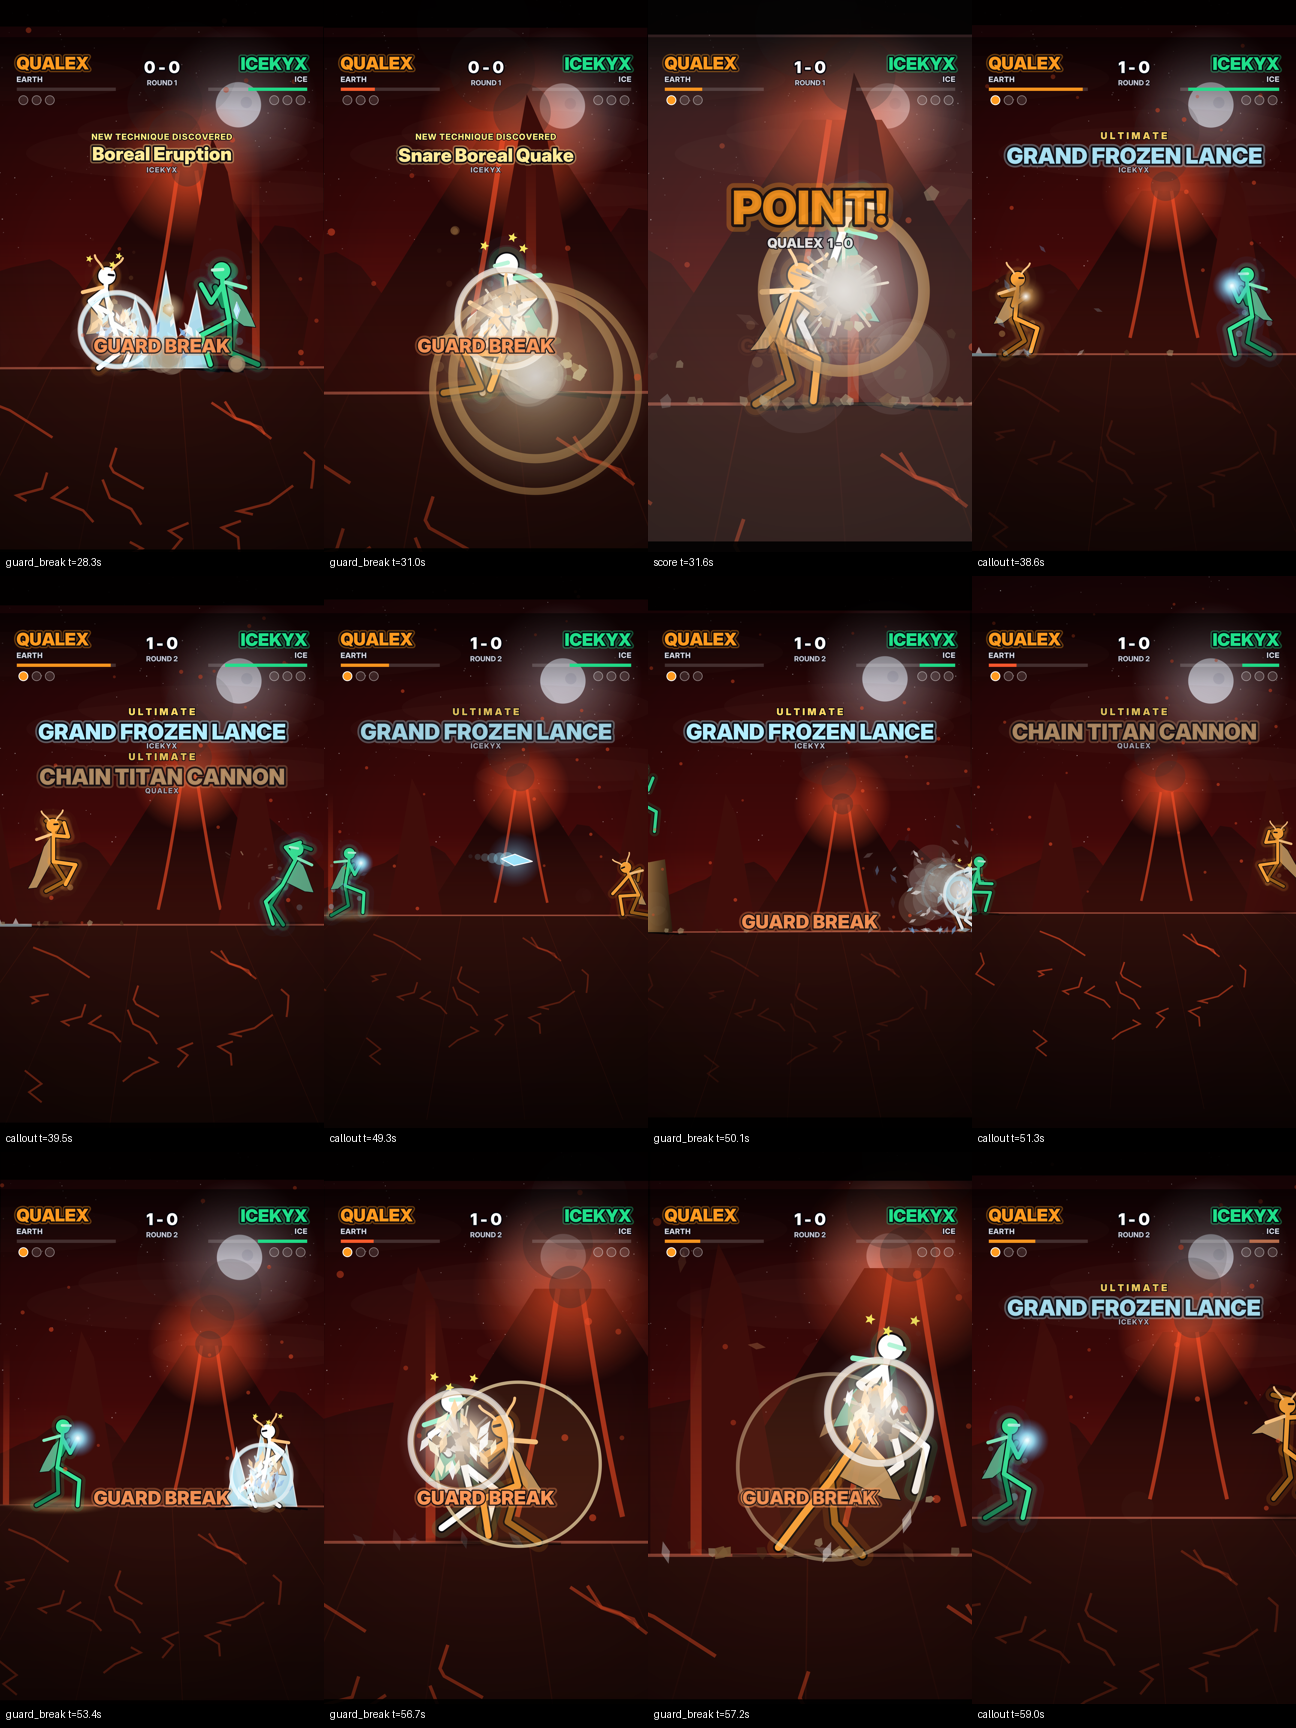 QUALEX
0-0
ICEKYX
EARTH
ROUND 1
ICE
NEW TECHNIQUE DISCOVERED
Boreal Eruption
ICEKYX
GUARD BREAK
guard_break t=28.3s
QUALEX
0-0
ICEKYX
EARTH
ROUND 1
ICE
NEW TECHNIQUE DISCOVERED
Snare Boreal Quake
ICEKYX
GUARD BREAK
guard_break t=31.0s
QUALEX
1-0
ICEKYX
EARTH
ROUND 1
ICE
POINT!
QUALEX 1-0
GUARD BREAK
score t=31.6s
QUALEX
1-0
ICEKYX
EARTH
ROUND 2
ICE
ULTIMATE
GRAND FROZEN LANCE
ICEKYX
callout t=38.6s
QUALEX
1-0
ICEKYX
EARTH
ROUND 2
ICE
ULTIMATE
GRAND FROZEN LANCE
ICEKYX
ULTIMATE
CHAIN TITAN CANNON
QUALEX
callout t=39.5s
QUALEX
1-0
ICEKYX
EARTH
ROUND 2
ICE
ULTIMATE
GRAND FROZEN LANCE
ICEKYX
callout t=49.3s
QUALEX
1-0
ICEKYX
EARTH
ROUND 2
ICE
ULTIMATE
GRAND FROZEN LANCE
ICEKYX
GUARD BREAK
guard_break t=50.1s
QUALEX
1-0
ICEKYX
EARTH
ROUND 2
ICE
ULTIMATE
CHAIN TITAN CANNON
QUALEX
callout t=51.3s
QUALEX
1-0
ICEKYX
EARTH
ROUND 2
ICE
GUARD BREAK
guard_break t=53.4s
QUALEX
1-0
ICEKYX
EARTH
ROUND 2
ICE
GUARD BREAK
guard_break t=56.7s
QUALEX
1-0
ICEKYX
EARTH
ROUND 2
ICE
GUARD BREAK
guard_break t=57.2s
QUALEX
1-0
ICEKYX
EARTH
ROUND 2
ICE
ULTIMATE
GRAND FROZEN LANCE
ICEKYX
callout t=59.0s